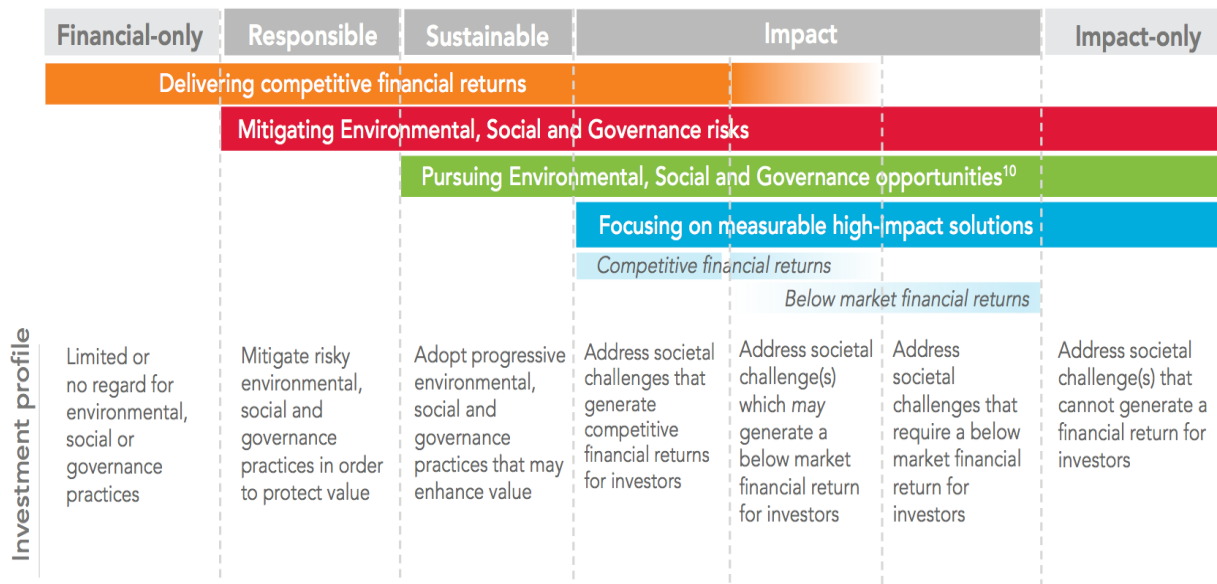 Financial-only
Responsible
Sustainable
Impact
Impact-only
Delivering competitive financial returns
Mitigating Environmental, Social and Governance risks
Pursuing Environmental, Social and Governance opportunities¹⁰
Focusing on measurable high-impact solutions
Competitive financial returns
Below market financial returns
Investment profile
Limited or
no regard for
environmental,
social or
governance
practices
Mitigate risky
environmental,
social and
governance
practices in order
to protect value
Adopt progressive
environmental,
social and
governance
practices that may
enhance value
Address societal
challenges that
generate
competitive
financial returns
for investors
Address societal
challenge(s)
which may
generate a
below market
financial return
for investors
Address
societal
challenges that
require a below
market financial
return for
investors
Address societal
challenge(s) that
cannot generate a
financial return for
investors